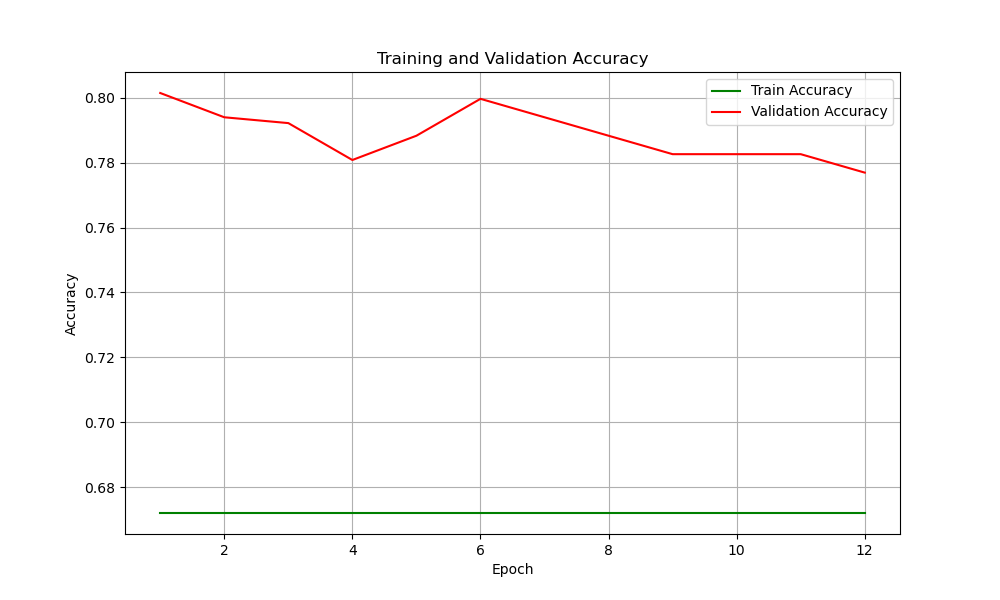 Training and Validation Accuracy
Train Accuracy
Validation Accuracy
0.80
0.78
0.76
0.74
0.72
0.70
0.68
Accuracy
2 4 6 8 10 12
Epoch